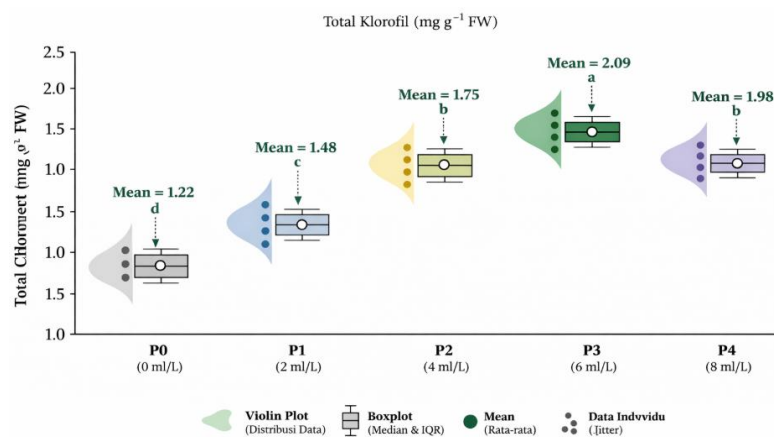 Total Klorofil (mg g⁻¹ FW)
Total CHoronert (mng ,o¹ FW)
2.5
2.0
1.5
1.0
1.5
1.0
1.5
1.0
Mean = 1.22
d
Mean = 1.48
c
Mean = 1.75
b
Mean = 2.09
a
Mean = 1.98
b
P0
(0 ml/L)
P1
(2 ml/L)
P2
(4 ml/L)
P3
(6 ml/L)
P4
(8 ml/L)
Violin Plot
(Distribusi Data)
Boxplot
(Median & IQR)
Mean
(Rata-rata)
Data Indvvidu
(.Jitter)